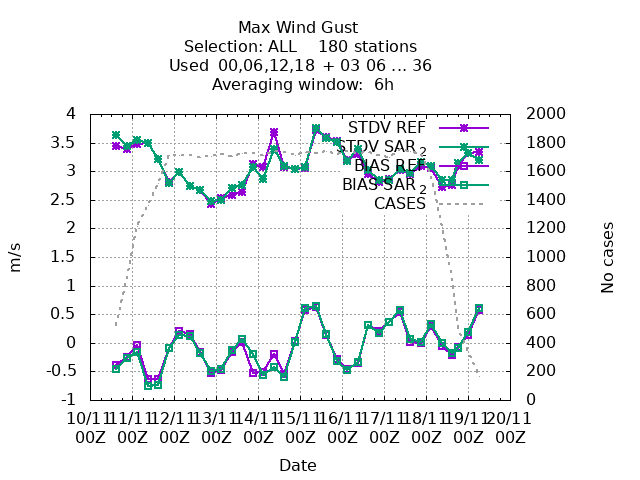 Max Wind Gust
Selection: ALL    180 stations
Used  00,06,12,18 + 03 06 ... 36
Averaging window:  6h
4
3.5
3
2.5
2
1.5
1
0.5
0
-0.5
-1
m/s
STDV REF
STDV SAR 2
BIAS REF
BIAS SAR 2
CASES
2000
1800
1600
1400
1200
1000
800
600
400
200
0
No cases
10/11 11/11 12/11 13/11 14/11 15/11 16/11 17/11 18/11 19/11 20/11
00Z 00Z 00Z 00Z 00Z 00Z 00Z 00Z 00Z 00Z 00Z
Date